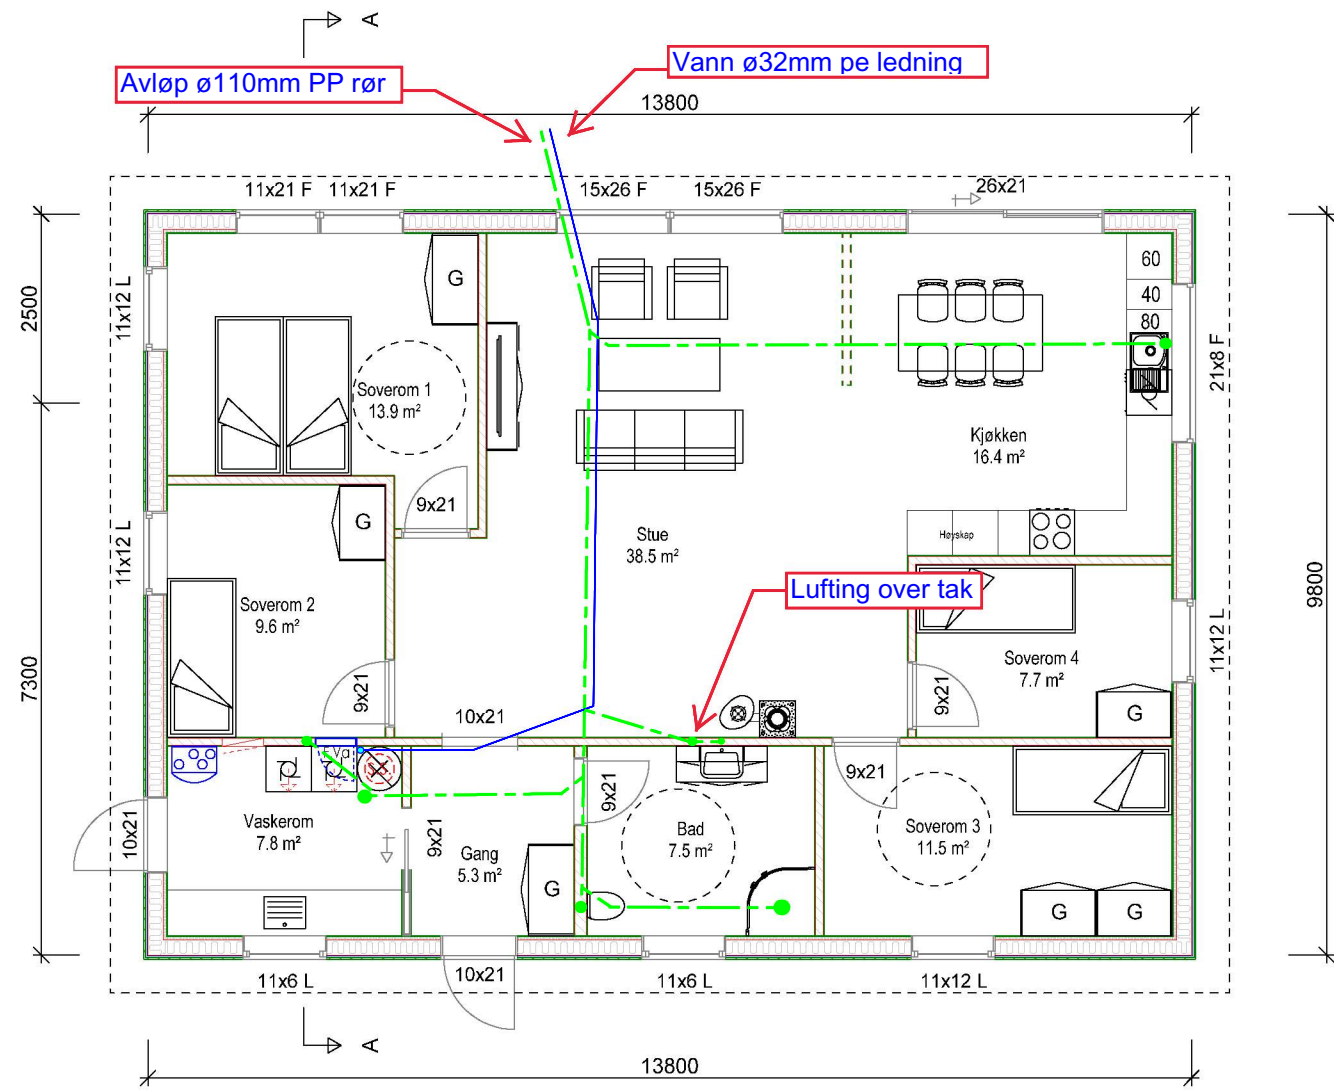 A
Vann ø32mm pe ledning
Avløp ø110mm PP rør
13800
11x21 F 11x21 F 15x26 F 15x26 F 26x21
60
40
80
G
2500
11x12 L
21x8 F
Soverom 1
13.9 m²
Kjøkken
16.4 m²
9x21
G
11x12 L
Høyskap
Stue
38.5 m²
Lufting over tak
9800
Soverom 2
9.6 m²
11x12 L
Soverom 4
7.7 m²
7300
9x21
9x21
G
10x21
Va
9x21
9x21
10x21
Vaskerom
7.8 m²
9x21
Gang
5.3 m²
Bad
7.5 m²
Soverom 3
11.5 m²
G
G
G
11x6 L
10x21
11x6 L
11x12 L
A
13800